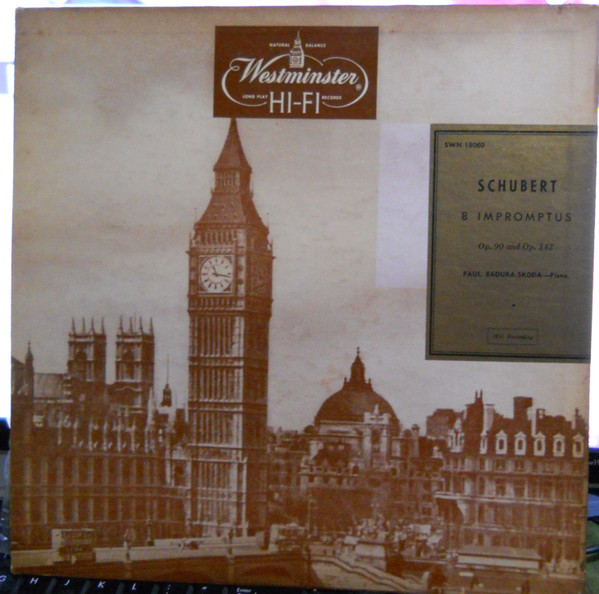 NATURAL BALANCE
Westminster®
LONG PLAY RECORDS
HI-FI
SWN 18060
SCHUBERT
8 IMPROMPTUS
Op. 90 and Op. 142
PAUL BADURA-SKODA—Piano
G H J K L : " Enter